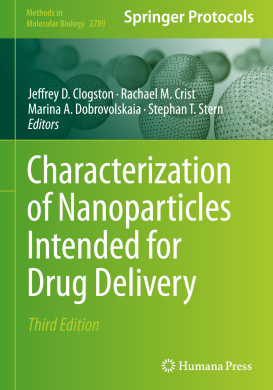 Methods in
Molecular Biology 2789
Springer Protocols
Jeffrey D. Clogston · Rachael M. Crist
Marina A. Dobrovolskaia · Stephan T. Stern
Editors
Characterization
of Nanoparticles
Intended for
Drug Delivery
Third Edition
Humana Press